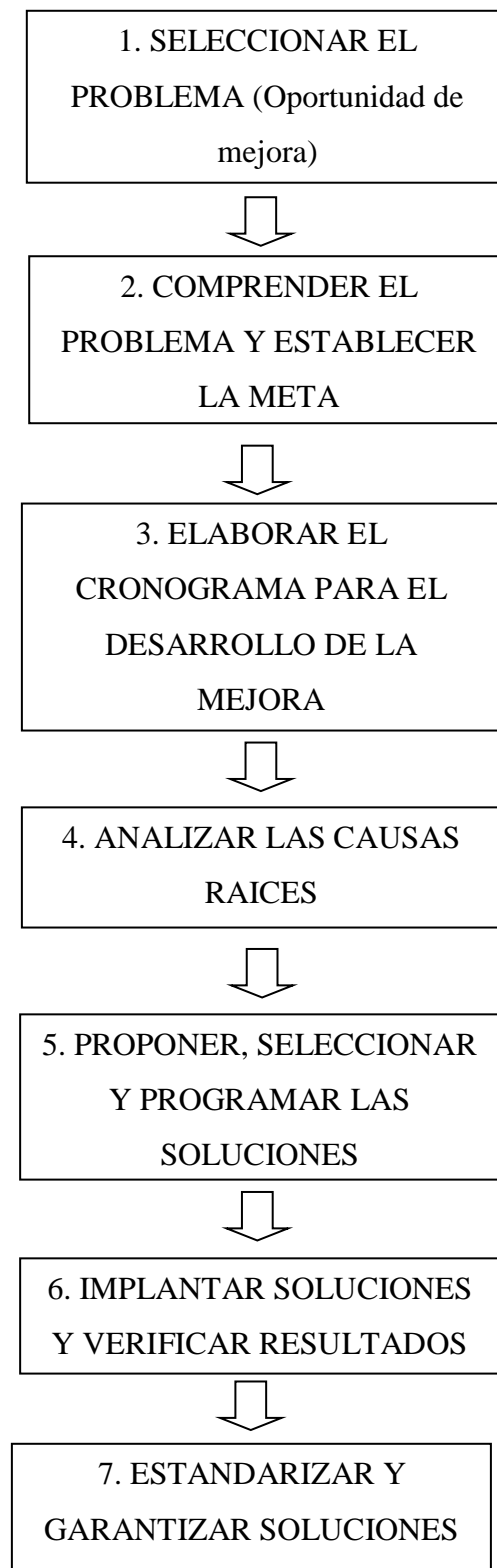 1. SELECCIONAR EL
PROBLEMA (Oportunidad de
mejora)
2. COMPRENDER EL
PROBLEMA Y ESTABLECER
LA META
3. ELABORAR EL
CRONOGRAMA PARA EL
DESARROLLO DE LA
MEJORA
4. ANALIZAR LAS CAUSAS
RAICES
5. PROPONER, SELECCIONAR
Y PROGRAMAR LAS
SOLUCIONES
6. IMPLANTAR SOLUCIONES
Y VERIFICAR RESULTADOS
7. ESTANDARIZAR Y
GARANTIZAR SOLUCIONES